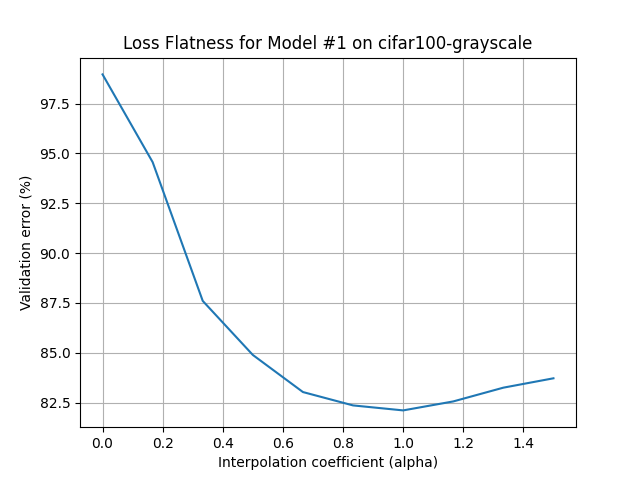 Loss Flatness for Model #1 on cifar100-grayscale
97.5
95.0
92.5
90.0
87.5
85.0
82.5
Validation error (%)
0.0 0.2 0.4 0.6 0.8 1.0 1.2 1.4
Interpolation coefficient (alpha)